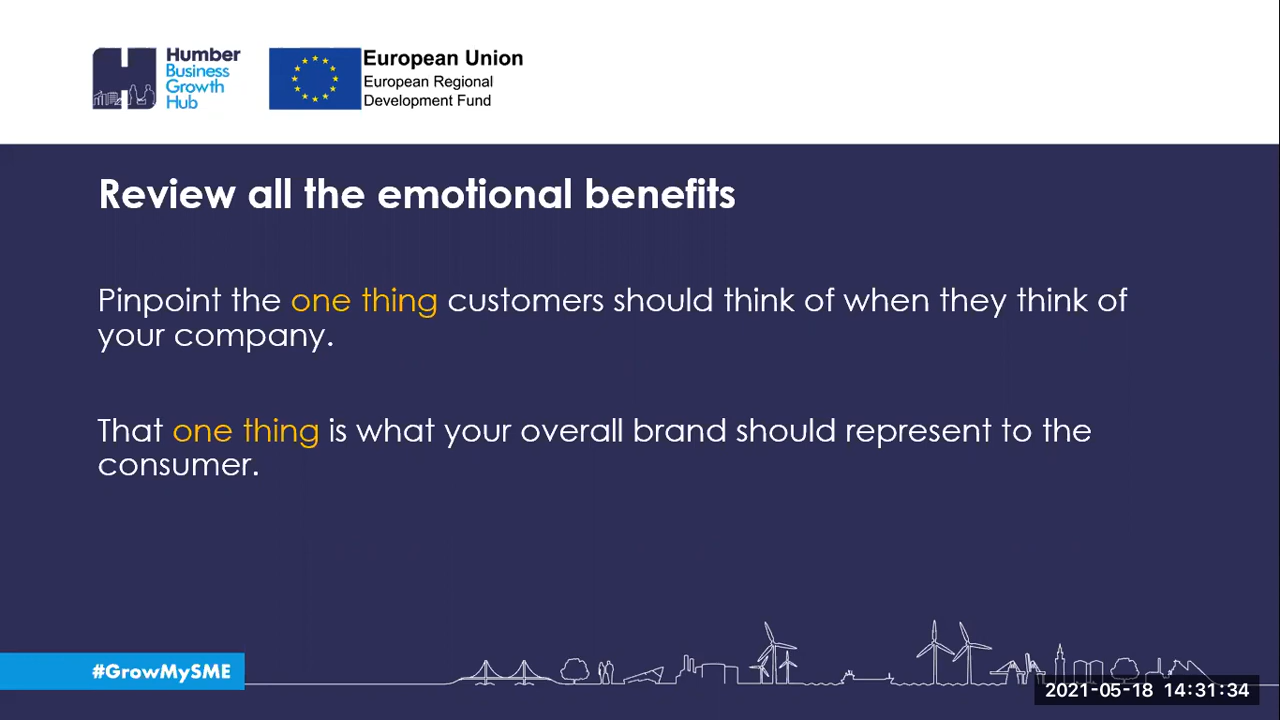 Humber
Business
Growth
Hub
European Union
European Regional
Development Fund
Review all the emotional benefits
Pinpoint the one thing customers should think of when they think of
your company.
That one thing is what your overall brand should represent to the
consumer.
#GrowMySME
2021-05-18 14:31:34